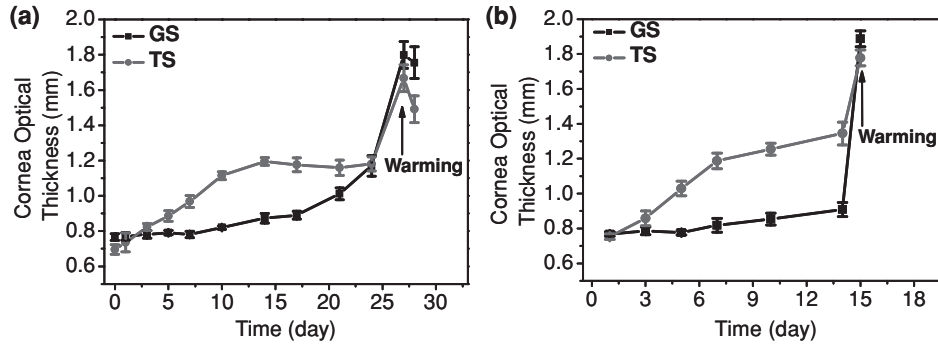 (a)
2.0
1.8
1.6
1.4
1.2
1.0
0.8
0.6
Cornea Optical
Thickness (mm)
GS
TS
Warming
0 5 10 15 20 25 30
Time (day)
(b)
2.0
1.8
1.6
1.4
1.2
1.0
0.8
0.6
Cornea Optical
Thickness (mm)
GS
TS
Warming
0 3 6 9 12 15 18
Time (day)